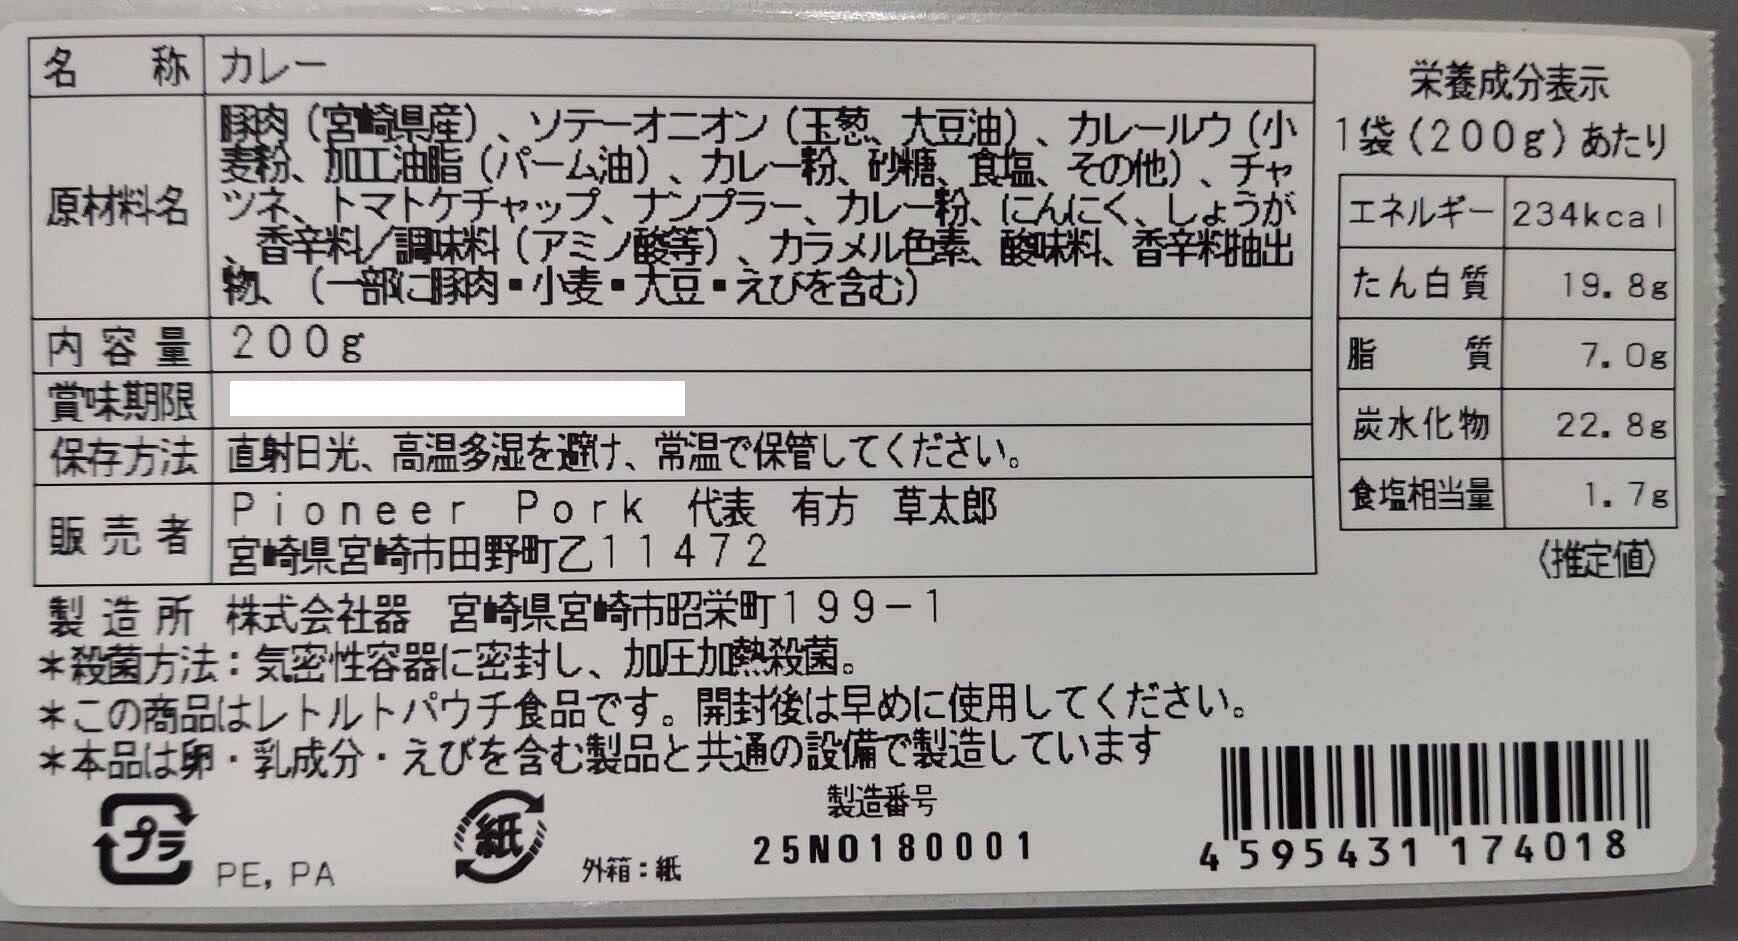 名 称 カレー
原材料名
豚肉（宮崎県産）、ソテーオニオン（玉葱、大豆油）、カレールウ（小
麦粉、加工油脂（パーム油）、カレー粉、砂糖、食塩、その他）、チャ
ツネ、トマトケチャップ、ナンプラー、カレー粉、にんにく、しょうが
、香辛料／調味料（アミノ酸等）、カラメル色素、酸味料、香辛料抽出
物、（一部に豚肉・小麦・大豆・えびを含む）
内容量 200g
賞味期限
保存方法 直射日光、高温多湿を避け、常温で保管してください。
販売者
Pioneer Pork 代表 有方 草太郎
宮崎県宮崎市田野町乙11472
製造所 株式会社器 宮崎県宮崎市昭栄町199-1
*殺菌方法：気密性容器に密封し、加圧加熱殺菌。
*この商品はレトルトパウチ食品です。開封後は早めに使用してください。
*本品は卵・乳成分・えびを含む製品と共通の設備で製造しています
栄養成分表示
1袋(200g)あたり
エネルギー 234kcal
たん白質 19.8g
脂質 7.0g
炭水化物 22.8g
食塩相当量 1.7g
〈推定値〉
プラ
PE, PA
紙
外箱：紙
製造番号
25N0180001
4595431174018